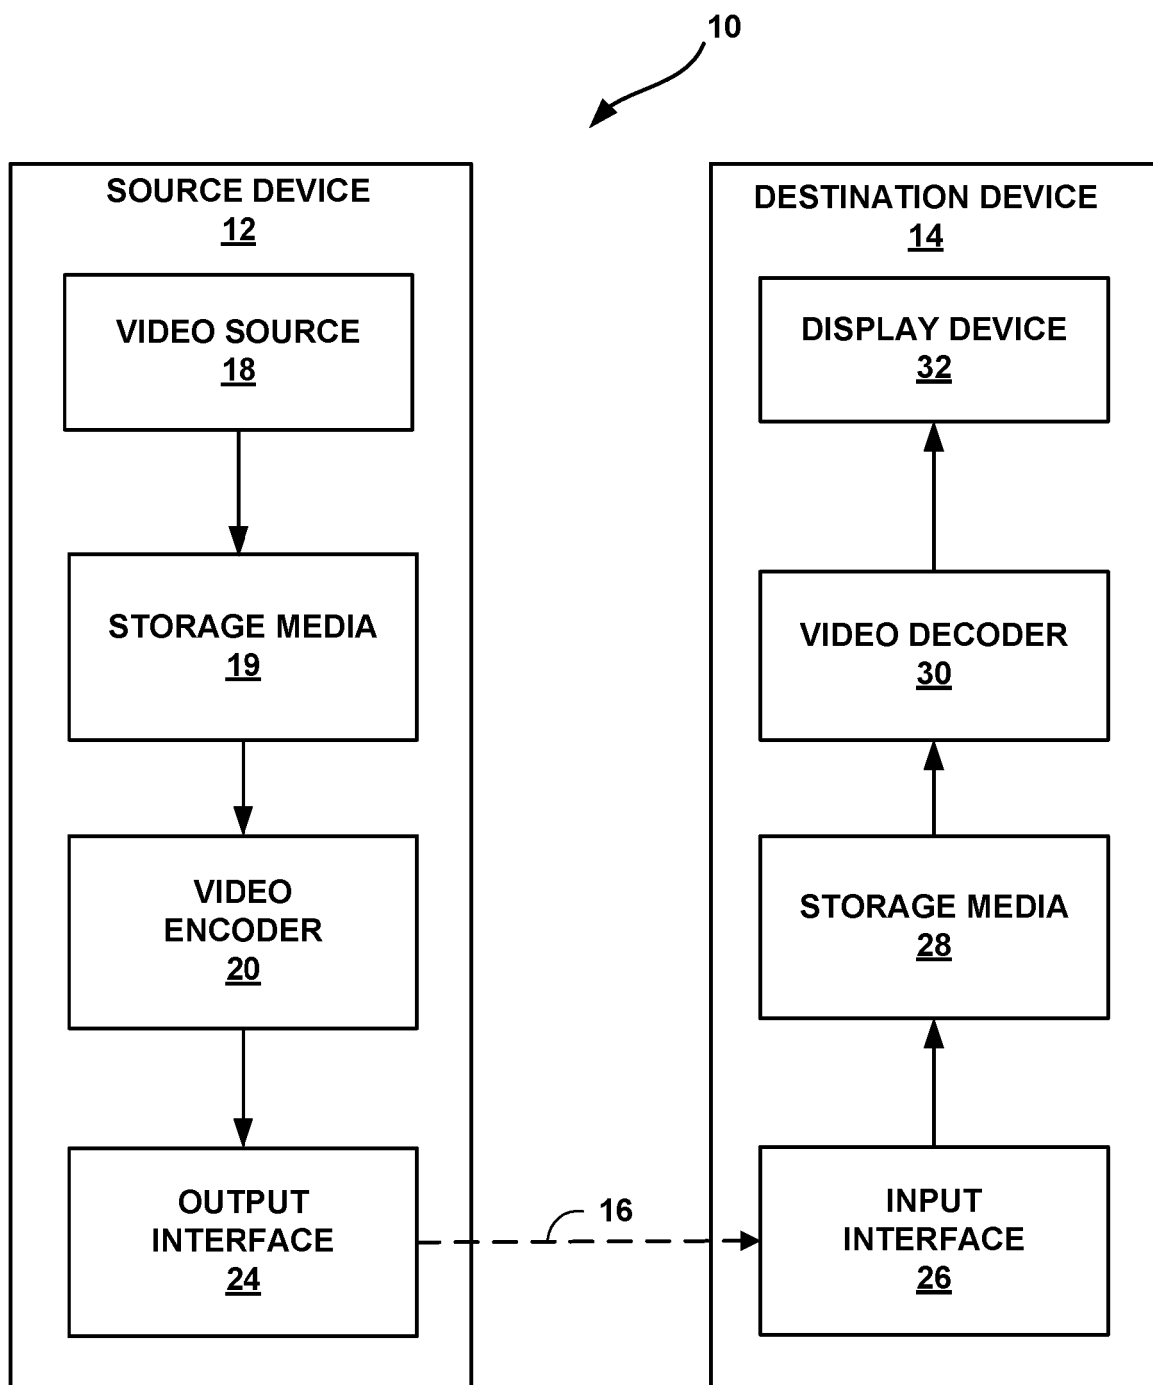 10
SOURCE DEVICE
12
VIDEO SOURCE
18
STORAGE MEDIA
19
VIDEO
ENCODER
20
OUTPUT
INTERFACE
24
16
DESTINATION DEVICE
14
DISPLAY DEVICE
32
VIDEO DECODER
30
STORAGE MEDIA
28
INPUT
INTERFACE
26